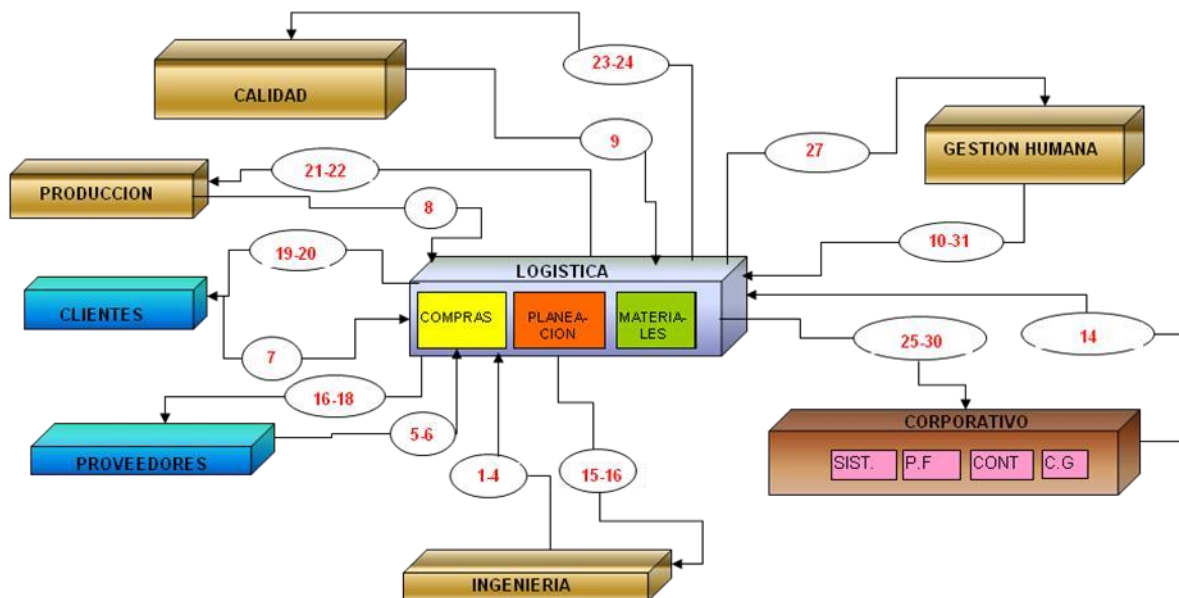 23-24
CALIDAD
9
27
GESTION HUMANA
21-22
PRODUCCION
8
10-31
19-20
LOGISTICA
CLIENTES
COMPRAS
PLANEA-
CION
MATERIA-
LES
7
25-30
14
16-18
CORPORATIVO
5-6
PROVEEDORES
SIST.
P.F
CONT
C.G
1-4
15-16
INGENIERIA